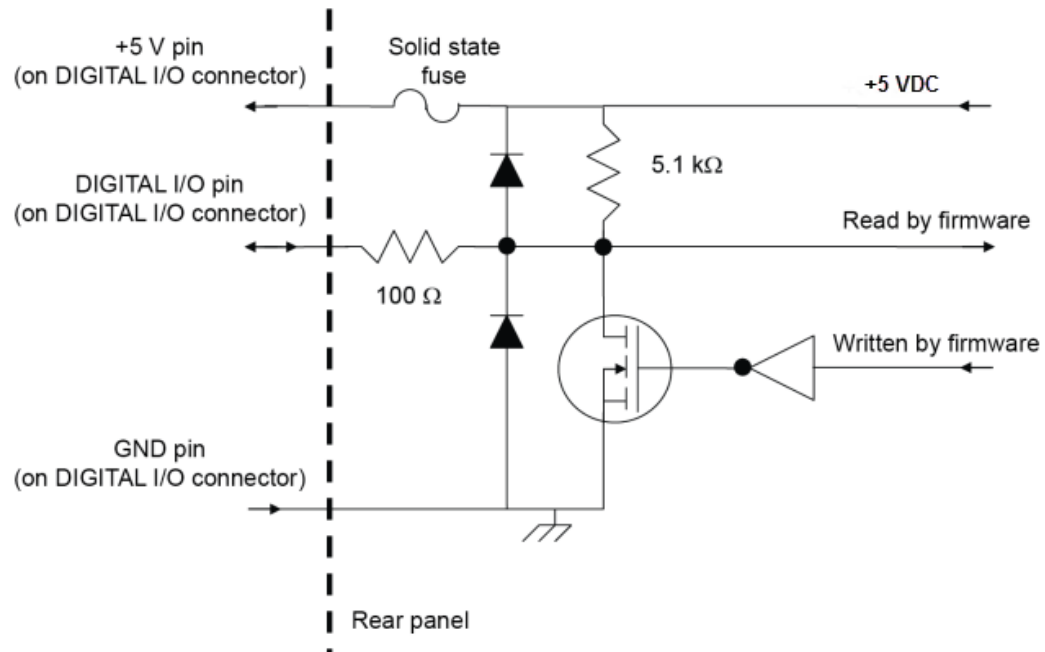 +5 V pin
(on DIGITAL I/O connector)
Solid state
fuse
+5 VDC
5.1 kΩ
DIGITAL I/O pin
(on DIGITAL I/O connector)
Read by firmware
100 Ω
Written by firmware
GND pin
(on DIGITAL I/O connector)
Rear panel